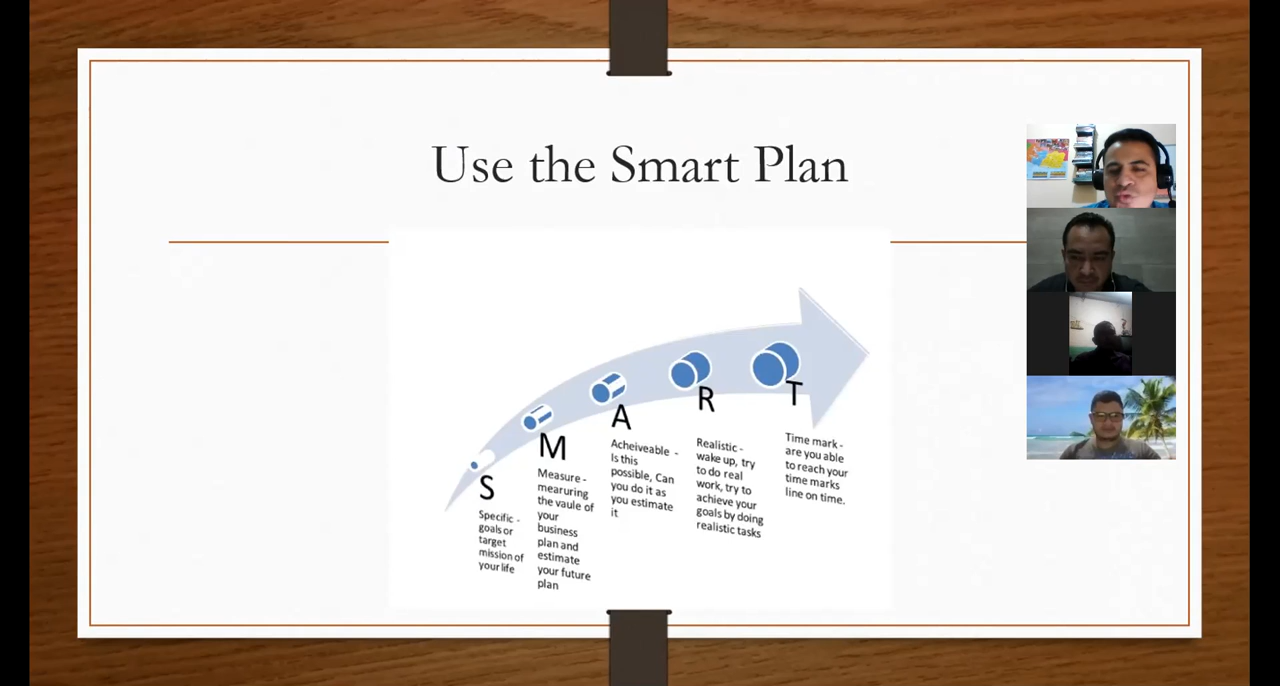 Use the Smart Plan
S
Specific -
goals or
target
mission of
your life
M
Measure -
mearuring
the vaule of
your
business
plan and
estimate
your future
plan
A
Acheiveable -
Is this
possible, Can
you do it as
you estimate
it
R
Realistic -
wake up, try
to do real
work, try to
achieve your
goals by doing
realistic tasks
T
Time mark -
are you able
to reach your
time marks
line on time.